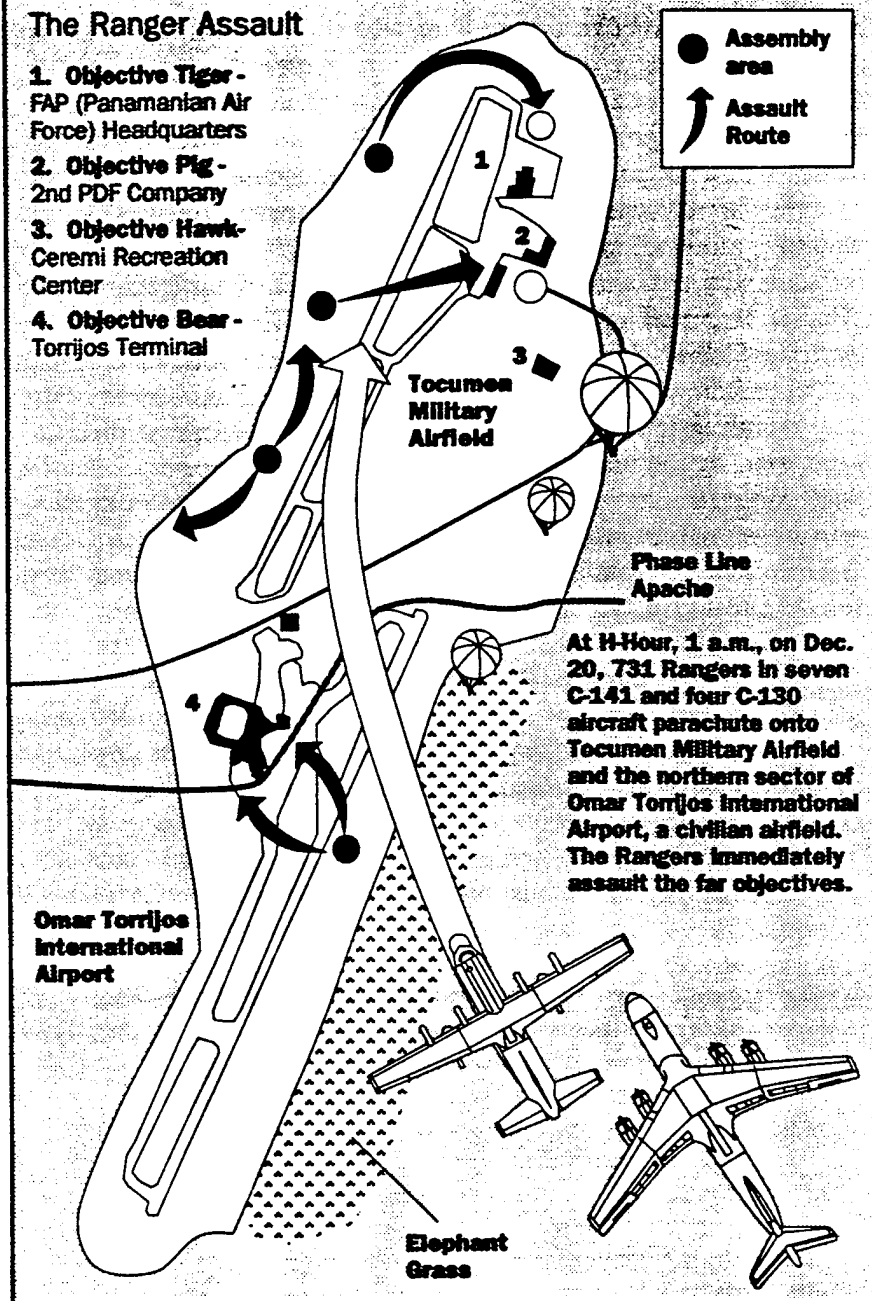 The Ranger Assault
1. Objective Tiger-
FAP (Panamanian Air
Force) Headquarters
2. Objective Pig-
2nd PDF Company
3. Objective Hawk-
Ceremi Recreation
Center
4. Objective Bear-
Torrijos Terminal
Assembly
area
Assault
Route
1
2
3
Tocumen
Military
Airfield
Phase Line
Apache
4
At H-Hour, 1 a.m., on Dec.
20, 731 Rangers in seven
C-141 and four C-130
aircraft parachute onto
Tocumen Military Airfield
and the northern sector of
Omar Torrijos International
Airport, a civilian airfield.
The Rangers immediately
assault the far objectives.
Omar Torrijos
International
Airport
Elephant
Grass